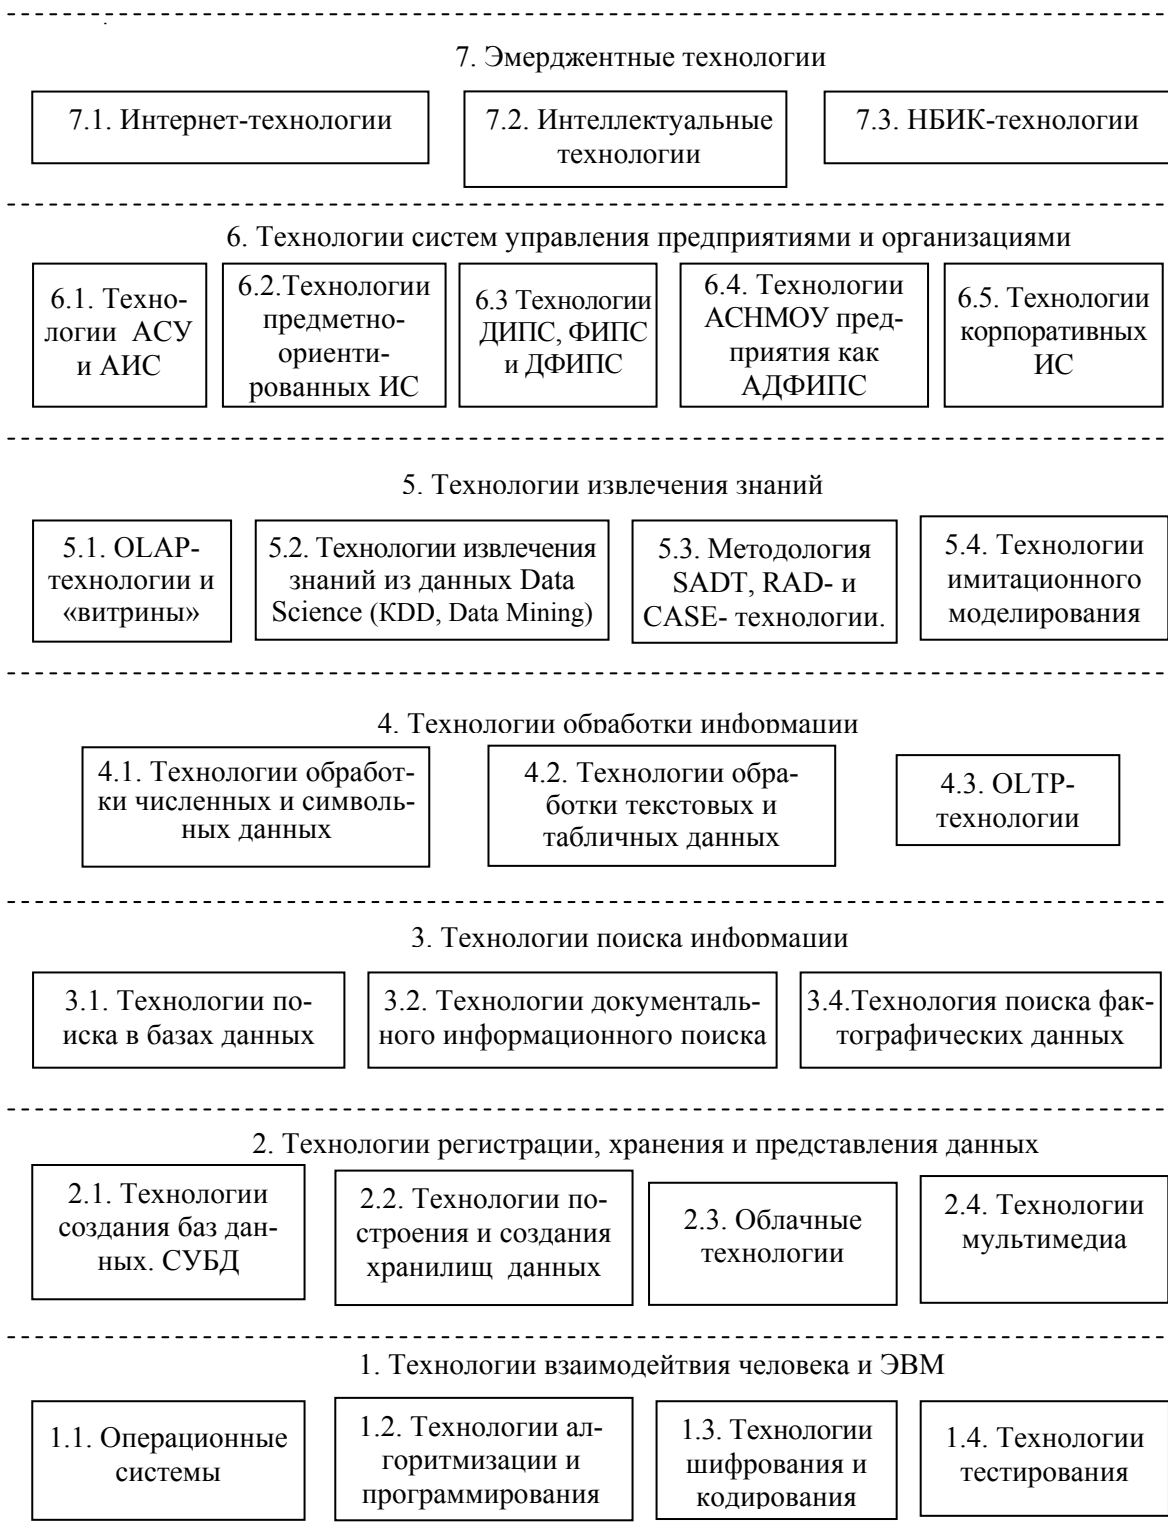 7. Эмерджентные технологии
7.1. Интернет-технологии
7.2. Интеллектуальные
технологии
7.3. НБИК-технологии
6. Технологии систем управления предприятиями и организациями
6.1. Техно-
логии АСУ
и АИС
6.2.Технологии
предметно-
ориенти-
рованных ИС
6.3 Технологии
ДИПС, ФИПС
и ДФИПС
6.4. Технологии
АСНМОУ пред-
приятия как
АДФИПС
6.5. Технологии
корпоративных
ИС
5. Технологии извлечения знаний
5.1. OLAP-
технологии и
«витрины»
5.2. Технологии извлечения
знаний из данных Data
Science (KDD, Data Mining)
5.3. Методология
SADT, RAD- и
CASE- технологии.
5.4. Технологии
имитационного
моделирования
4. Технологии обработки информации
4.1. Технологии обработ-
ки численных и символь-
ных данных
4.2. Технологии обра-
ботки текстовых и
табличных данных
4.3. OLTP-
технологии
3. Технологии поиска информации
3.1. Технологии по-
иска в базах данных
3.2. Технологии документаль-
ного информационного поиска
3.4.Технология поиска фак-
тографических данных
2. Технологии регистрации, хранения и представления данных
2.1. Технологии
создания баз дан-
ных. СУБД
2.2. Технологии по-
строения и создания
хранилищ данных
2.3. Облачные
технологии
2.4. Технологии
мультимедиа
1. Технологии взаимодейтвия человека и ЭВМ
1.1. Операционные
системы
1.2. Технологии ал-
горитмизации и
программирования
1.3. Технологии
шифрования и
кодирования
1.4. Технологии
тестирования